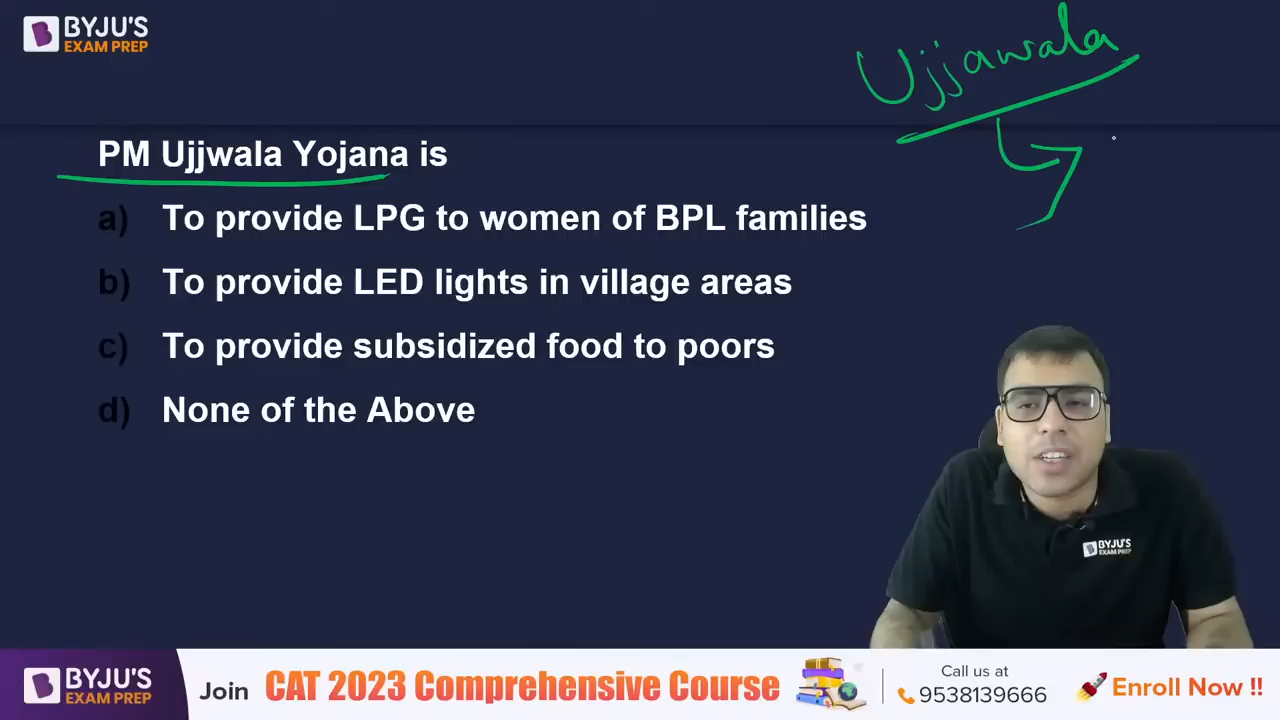 BYJU'S
EXAM PREP
Ujjawala
PM Ujjwala Yojana is
a) To provide LPG to women of BPL families
b) To provide LED lights in village areas
c) To provide subsidized food to poors
d) None of the Above
BYJU'S
EXAM PREP
BYJU'S
EXAM PREP
Join CAT 2023 Comprehensive Course
Call us at
9538139666
Enroll Now !!